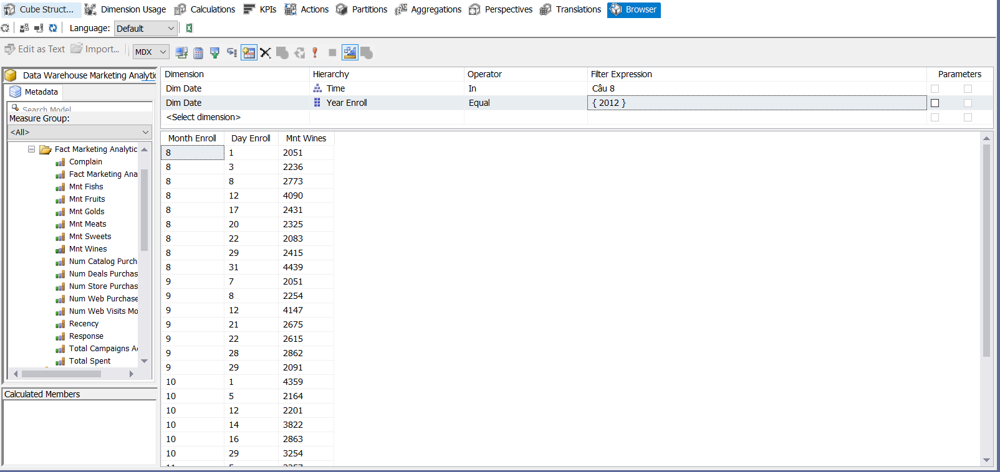 Cube Struct... Dimension Usage Calculations KPIs Actions Partitions Aggregations Perspectives Translations Browser
Language: Default
Edit as Text Import... MDX
Data Warehouse Marketing Analytic
Metadata
Search Model
Measure Group:
<All>
Fact Marketing Analytic
Complain
Fact Marketing Ana
Mnt Fishs
Mnt Fruits
Mnt Golds
Mnt Meats
Mnt Sweets
Mnt Wines
Num Catalog Purch
Num Deals Purchas
Num Store Purchas
Num Web Purchase
Num Web Visits Mo
Recency
Response
Total Campaigns Ac
Total Spent
Calculated Members
Dimension Hierarchy Operator Filter Expression Parameters
Dim Date Time In Câu 8
Dim Date Year Enroll Equal { 2012 }
<Select dimension>
Month Enroll Day Enroll Mnt Wines
8 1 2051
8 3 2236
8 8 2773
8 12 4090
8 17 2431
8 20 2325
8 22 2083
8 29 2415
8 31 4439
9 7 2051
9 8 2254
9 12 4147
9 21 2675
9 22 2615
9 28 2862
9 29 2091
10 1 4359
10 5 2164
10 12 2201
10 14 3822
10 16 2863
10 29 3254